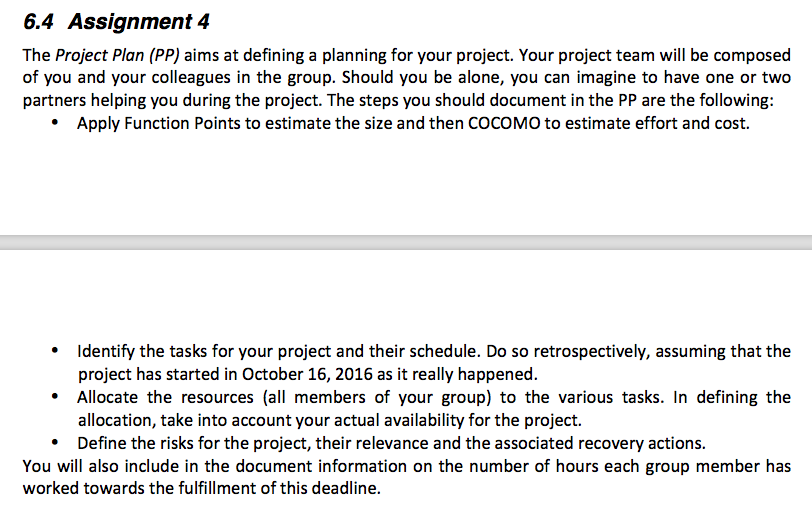 6.4 Assignment 4
The Project Plan (PP) aims at defining a planning for your project. Your project team will be composed
of you and your colleagues in the group. Should you be alone, you can imagine to have one or two
partners helping you during the project. The steps you should document in the PP are the following:
• Apply Function Points to estimate the size and then COCOMO to estimate effort and cost.
• Identify the tasks for your project and their schedule. Do so retrospectively, assuming that the
project has started in October 16, 2016 as it really happened.
• Allocate the resources (all members of your group) to the various tasks. In defining the
allocation, take into account your actual availability for the project.
• Define the risks for the project, their relevance and the associated recovery actions.
You will also include in the document information on the number of hours each group member has
worked towards the fulfillment of this deadline.